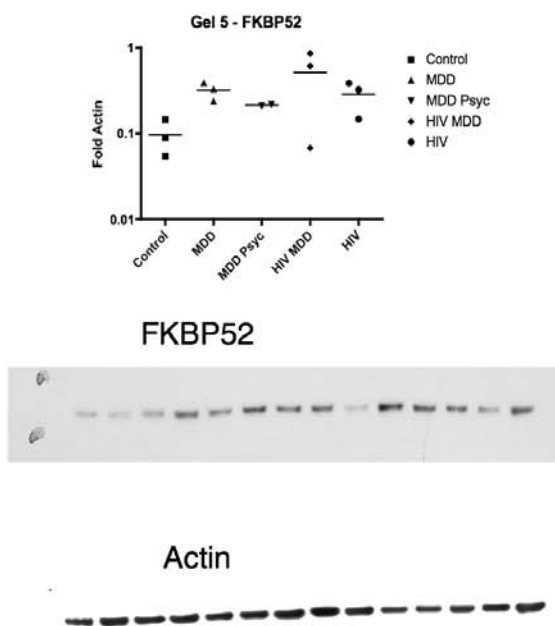 Gel 5 - FKBP52
1
0.1
0.01
Fold Actin
Control
MDD
MDD Psyc
HIV MDD
HIV
Control
MDD
MDD Psyc
HIV MDD
HIV
FKBP52
Actin